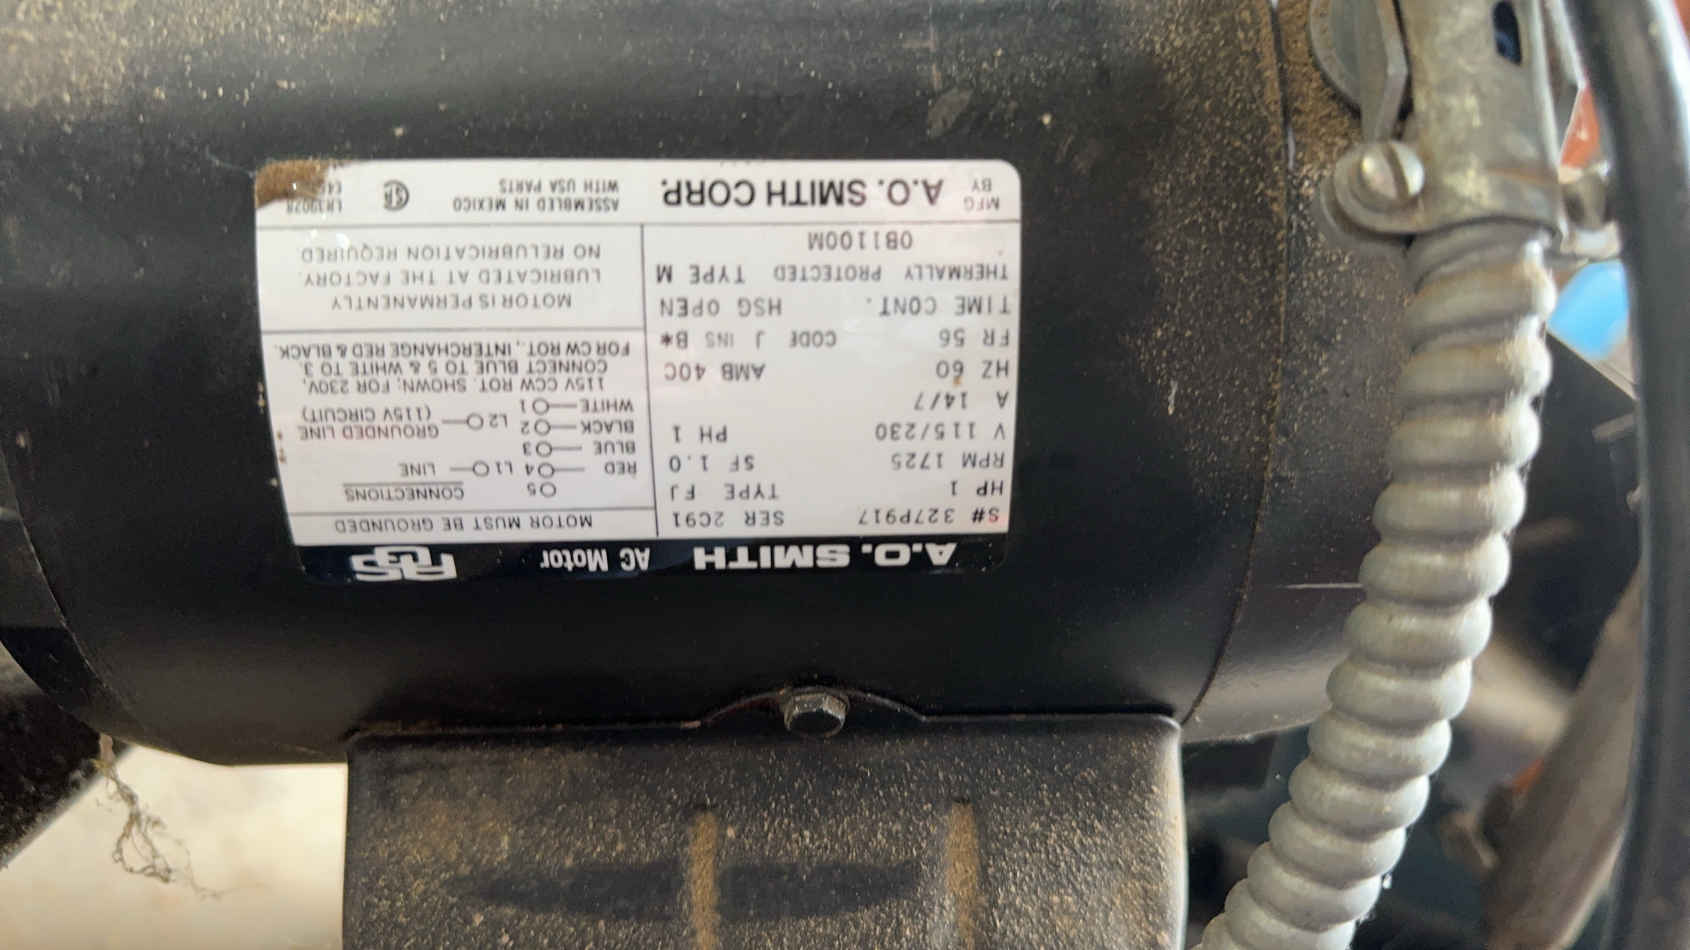 A.O. SMITH AC Motor
S# 327P917 SER 2C91
HP 1 TYPE FJ
RPM 1725 SF 1.0
V 115/230 PH 1
A 14/7
HZ 60 AMB 40C
FR 56 CODE J INS B*
TIME CONT. HSG OPEN
THERMALLY PROTECTED TYPE M
0B1100M
MOTOR MUST BE GROUNDED
5 CONNECTIONS
RED 4 L1 LINE
BLUE 3
BLACK 2 L2 GROUNDED LINE
WHITE 1 (115V CIRCUIT)
115V CCW ROT. SHOWN; FOR 230V,
CONNECT BLUE TO 5 & WHITE TO 3.
FOR CW ROT., INTERCHANGE RED & BLACK.
MOTOR IS PERMANENTLY
LUBRICATED AT THE FACTORY.
NO RELUBRICATION REQUIRED
MFG BY A.O. SMITH CORP.
ASSEMBLED IN MEXICO
WITH USA PARTS
LR39078